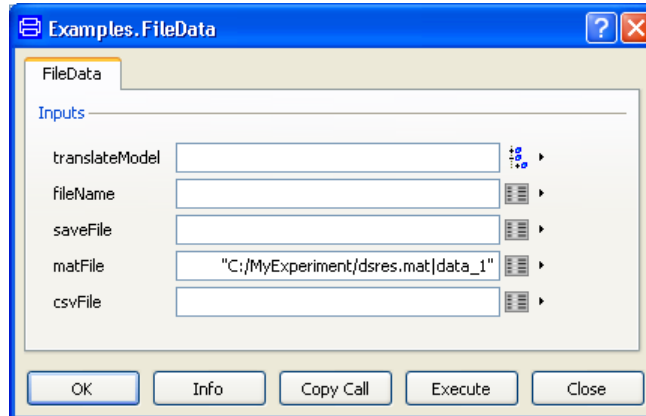 Examples.FileData
FileData
Inputs
translateModel
fileName
saveFile
matFile "C:/MyExperiment/dsres.mat|data_1"
csvFile
OK Info Copy Call Execute Close